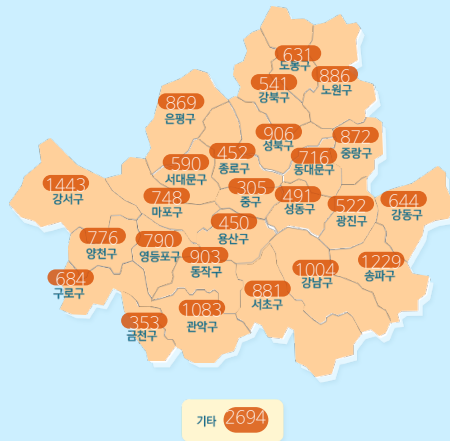 631
도봉구
541
강북구
886
노원구
869
은평구
906
성북구
872
중랑구
452
종로구
716
동대문구
590
서대문구
1443
강서구
748
마포구
305
중구
491
성동구
522
광진구
644
강동구
450
용산구
776
양천구
790
영등포구
903
동작구
1004
강남구
1229
송파구
684
구로구
881
서초구
1083
관악구
353
금천구
기타 2694